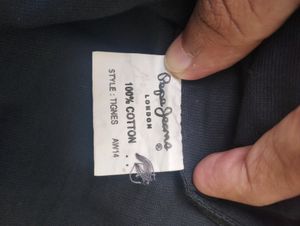 Pepe Jeans ®
LONDON
100% COTTON
STYLE : TIGNES AW14